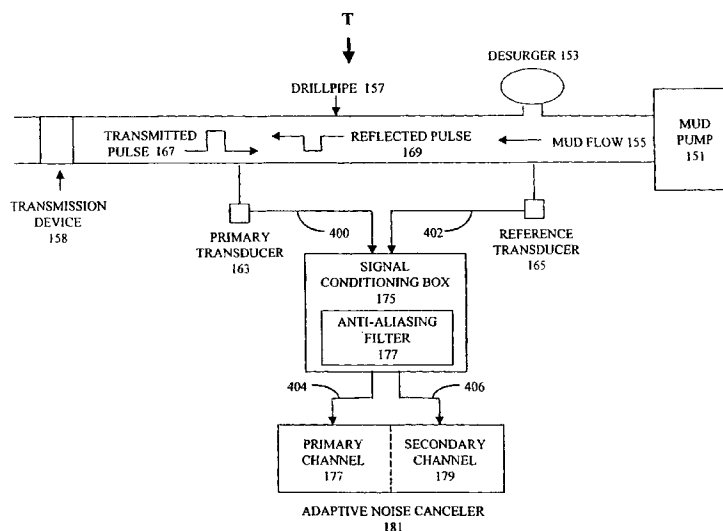 T
DESURGER 153
DRILLPIPE 157
TRANSMITTED
PULSE 167
REFLECTED PULSE
169
MUD FLOW 155
MUD
PUMP
151
TRANSMISSION
DEVICE
158
PRIMARY
TRANSDUCER
163
400
402
REFERENCE
TRANSDUCER
165
SIGNAL
CONDITIONING BOX
175
ANTI-ALIASING
FILTER
177
404
406
PRIMARY
CHANNEL
177
SECONDARY
CHANNEL
179
ADAPTIVE NOISE CANCELER
181